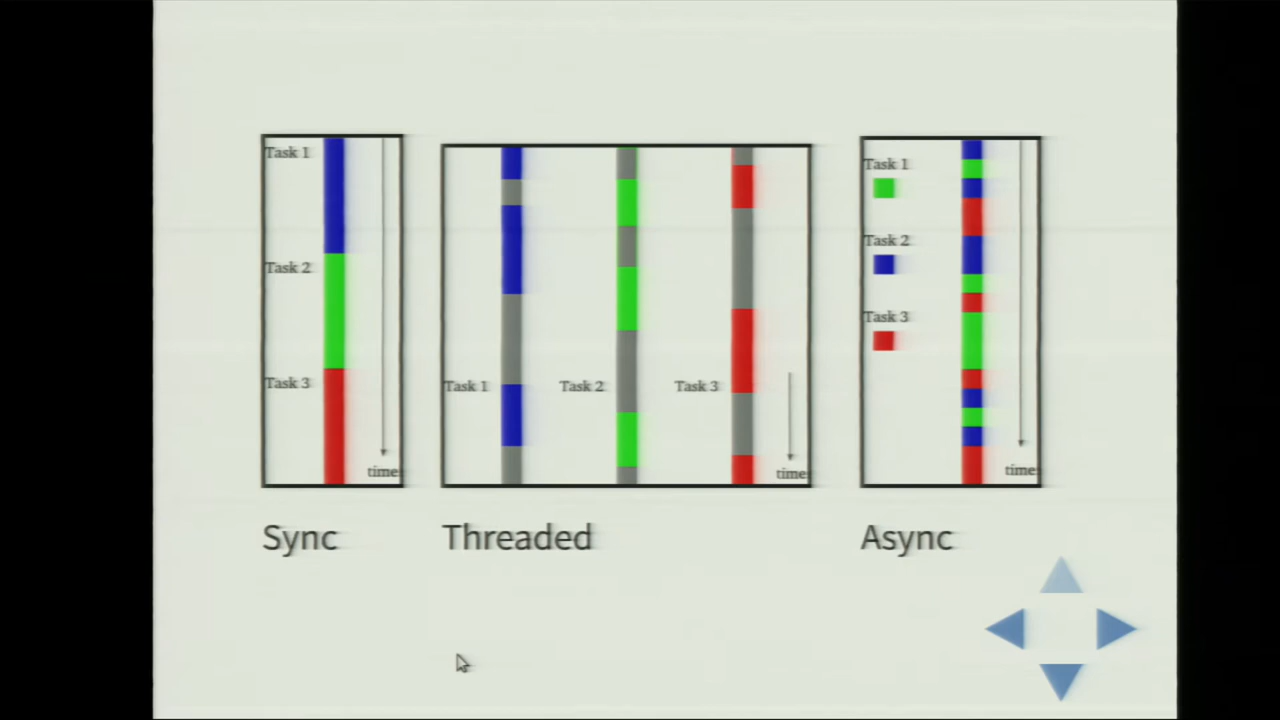 Task 1
Task 2
Task 3
time
Sync
Task 1
Task 2
Task 3
time
Threaded
Task 1
Task 2
Task 3
time
Async